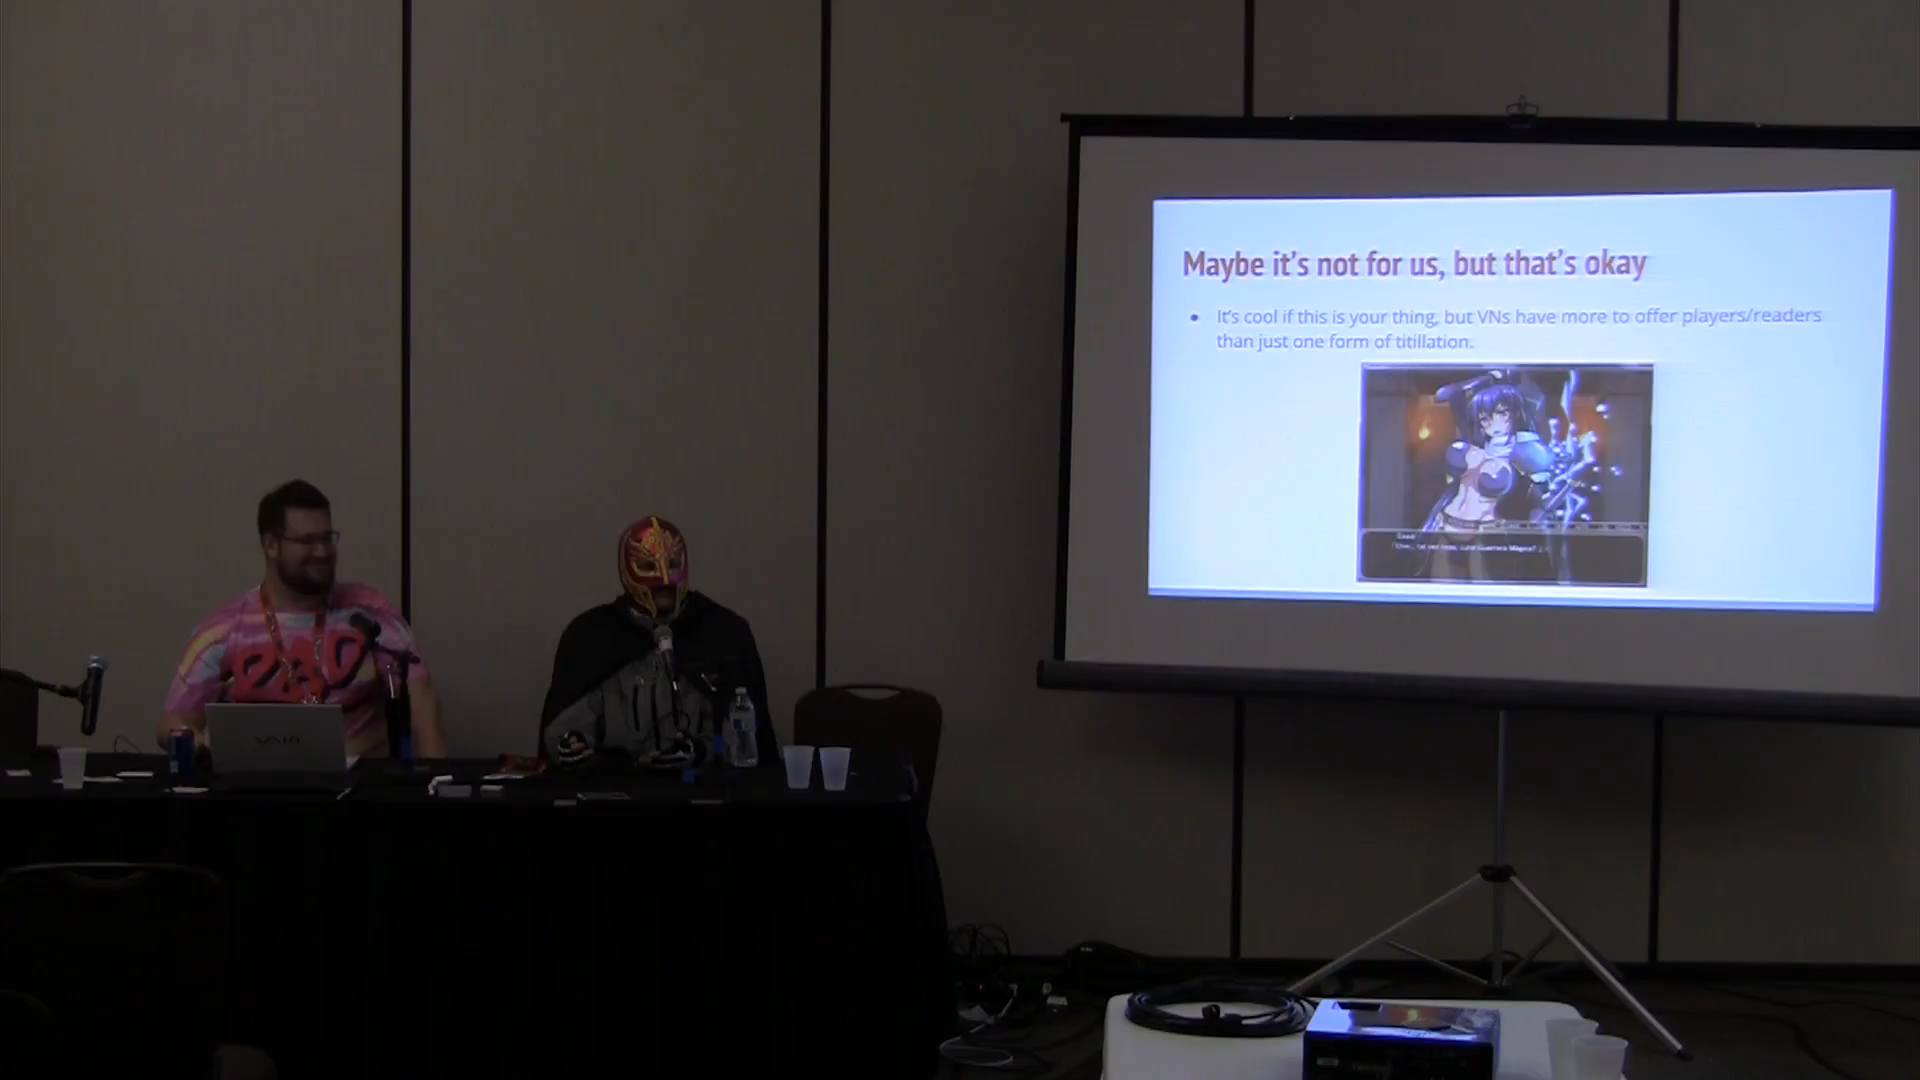 Maybe it's not for us, but that's okay
• It's cool if this is your thing, but VNs have more to offer players/readers
than just one form of titillation.
RAD
VAIO